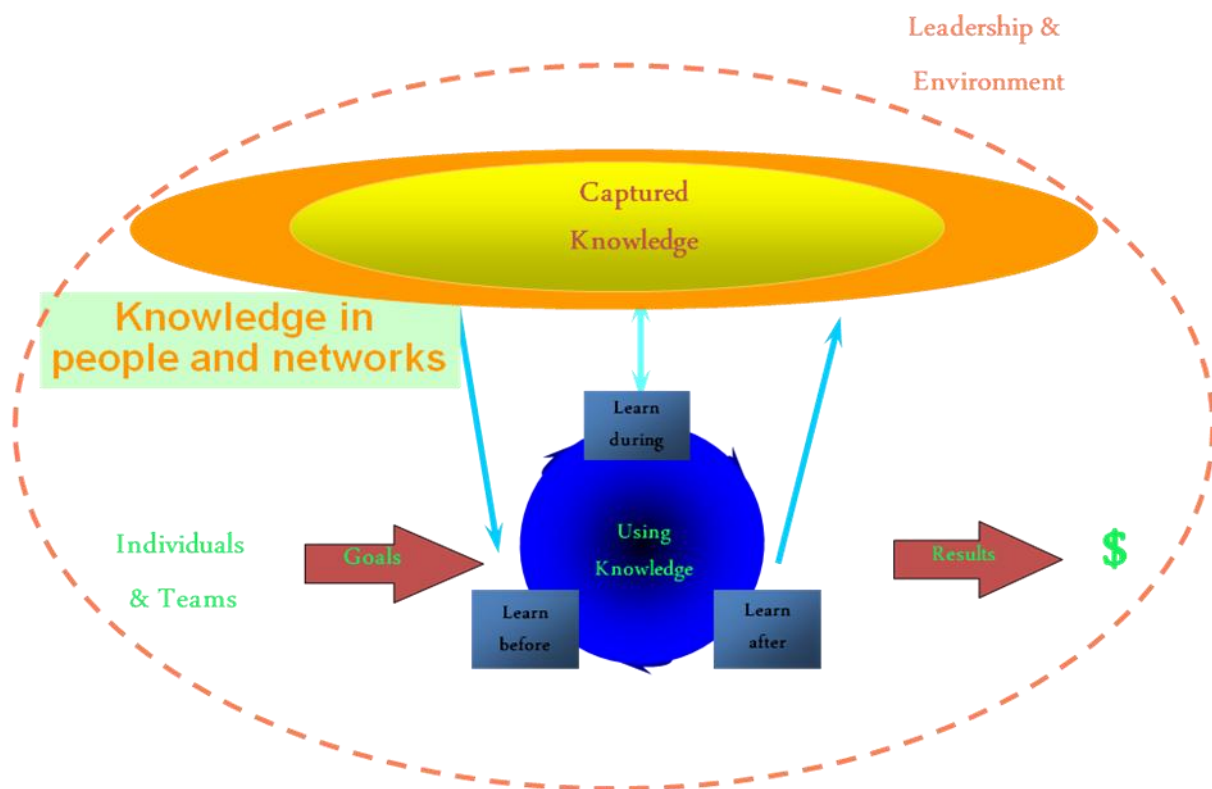 Leadership &
Environment
Captured
Knowledge
Knowledge in
people and networks
Learn
during
Individuals
& Teams
Goals
Using
Knowledge
Results
$
Learn
before
Learn
after